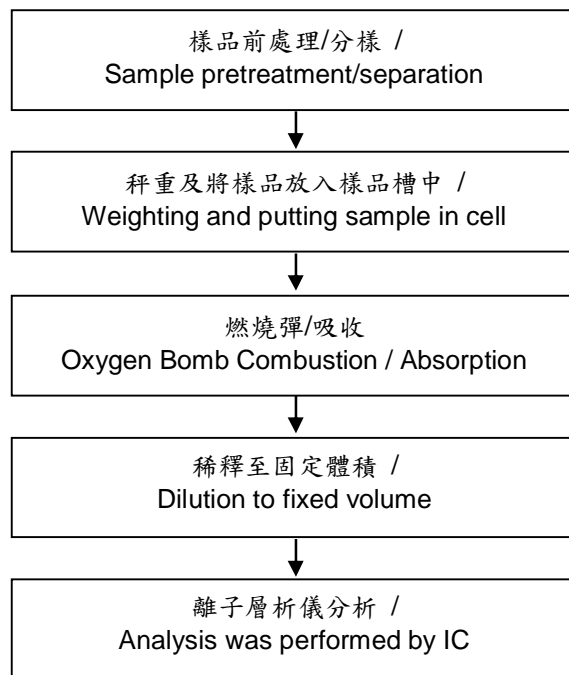 樣品前處理/分樣 /
Sample pretreatment/separation
秤重及將樣品放入樣品槽中 /
Weighting and putting sample in cell
燃燒彈/吸收
Oxygen Bomb Combustion / Absorption
稀釋至固定體積 /
Dilution to fixed volume
離子層析儀分析 /
Analysis was performed by IC